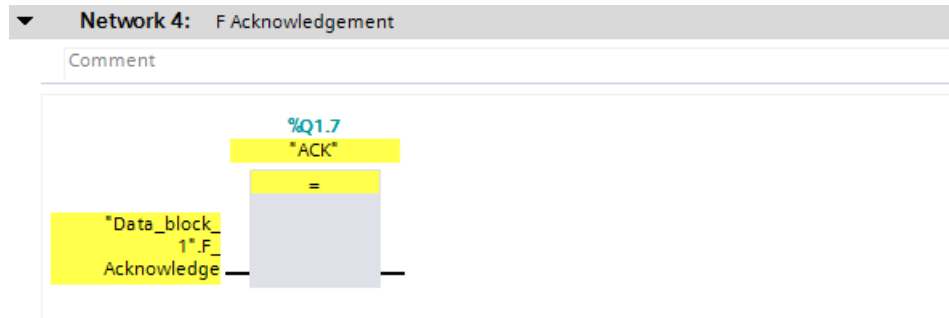 Network 4: F Acknowledgement
Comment
%Q1.7
"ACK"
=
"Data_block_
1".F_
Acknowledge